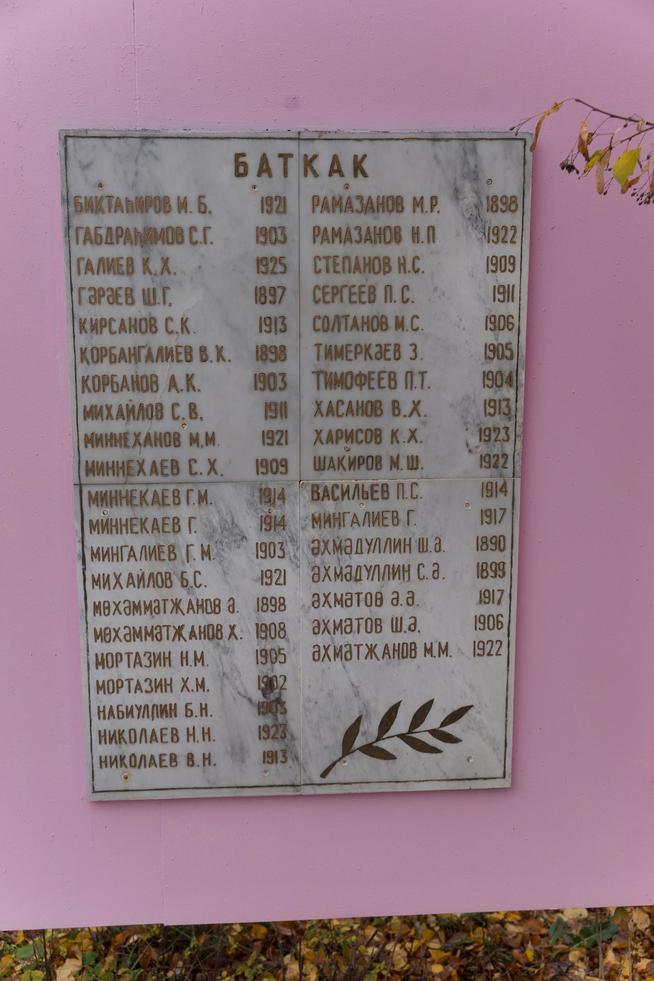 БАТКАК
БИКТАҺИРОВ И. Б. 1921
ГАБДРАҺИМОВ С.Г. 1903
ГАЛИЕВ К.Х. 1925
ГӘРӘЕВ Ш.Г. 1897
КИРСАНОВ С.К. 1913
КОРБАНГАЛИЕВ В.К. 1898
КОРБАНОВ А.К. 1903
МИХАЙЛОВ С.В. 1911
МИННЕХАНОВ М.М. 1921
МИННЕХАЕВ С.Х. 1909
МИННЕКАЕВ Г.М. 1914
МИННЕКАЕВ Г. 1914
МИНГАЛИЕВ Г.М. 1903
МИХАЙЛОВ Б.С. 1921
МӨХӘММӘТҖАНОВ Ә. 1898
МӨХӘММӘТҖАНОВ Х. 1908
МОРТАЗИН Н.М. 1905
МОРТАЗИН Х.М. 1902
НАБИУЛЛИН Б.Н. 1903
НИКОЛАЕВ Н.Н. 1923
НИКОЛАЕВ В.Н. 1913
РАМАЗАНОВ М.Р. 1898
РАМАЗАНОВ Н.П 1922
СТЕПАНОВ Н.С. 1909
СЕРГЕЕВ П.С. 1911
СОЛТАНОВ М.С. 1906
ТИМЕРКӘЕВ З. 1905
ТИМОФЕЕВ П.Т. 1904
ХАСАНОВ В.Х. 1913
ХАРИСОВ К.Х. 1923
ШАКИРОВ М.Ш. 1922
ВАСИЛЬЕВ П.С. 1914
МИНГАЛИЕВ Г. 1917
ӘХМӘДУЛЛИН Ш.Ә. 1890
ӘХМӘДУЛЛИН С.Ә. 1899
ӘХМӘТОВ Ә.Ә. 1917
ӘХМӘТОВ Ш.Ә. 1906
ӘХМӘТҖАНОВ М.М. 1922